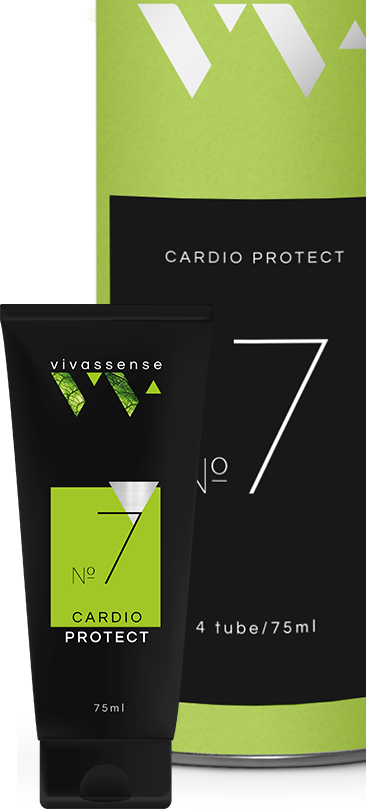 CARDIO PROTECT
7
Nº
4 tube/75ml
vivassense
7
Nº
CARDIO
PROTECT
75ml